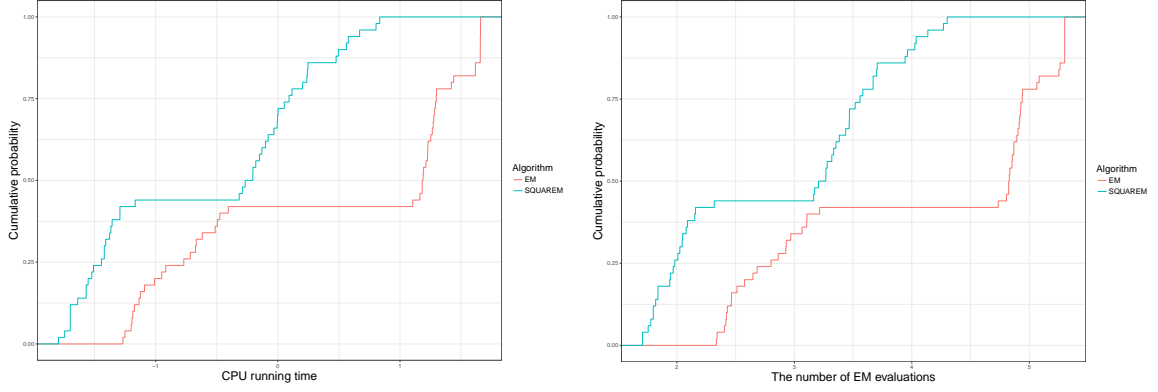 1.00
0.75
0.50
0.25
0.00
Cumulative probability
-1
0
1
CPU running time
Algorithm
EM
SQUAREM
1.00
0.75
0.50
0.25
0.00
Cumulative probability
2
3
4
5
The number of EM evaluations
Algorithm
EM
SQUAREM